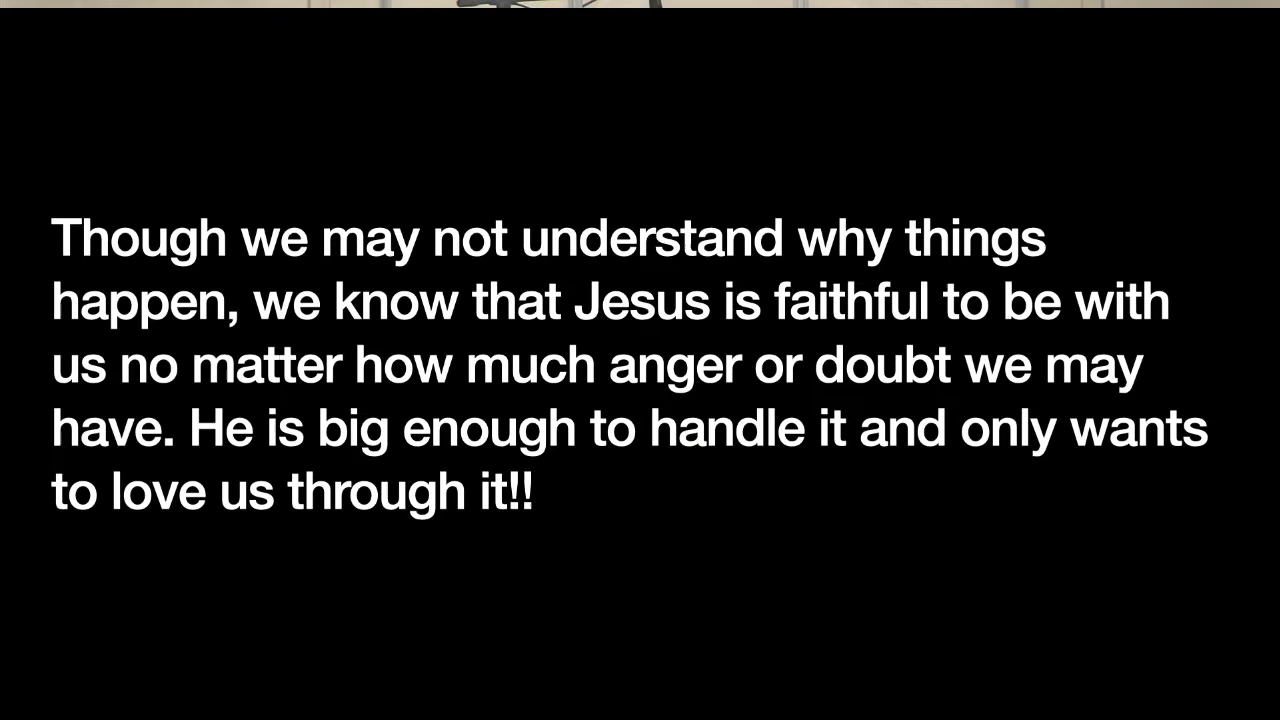 Though we may not understand why things
happen, we know that Jesus is faithful to be with
us no matter how much anger or doubt we may
have. He is big enough to handle it and only wants
to love us through it!!